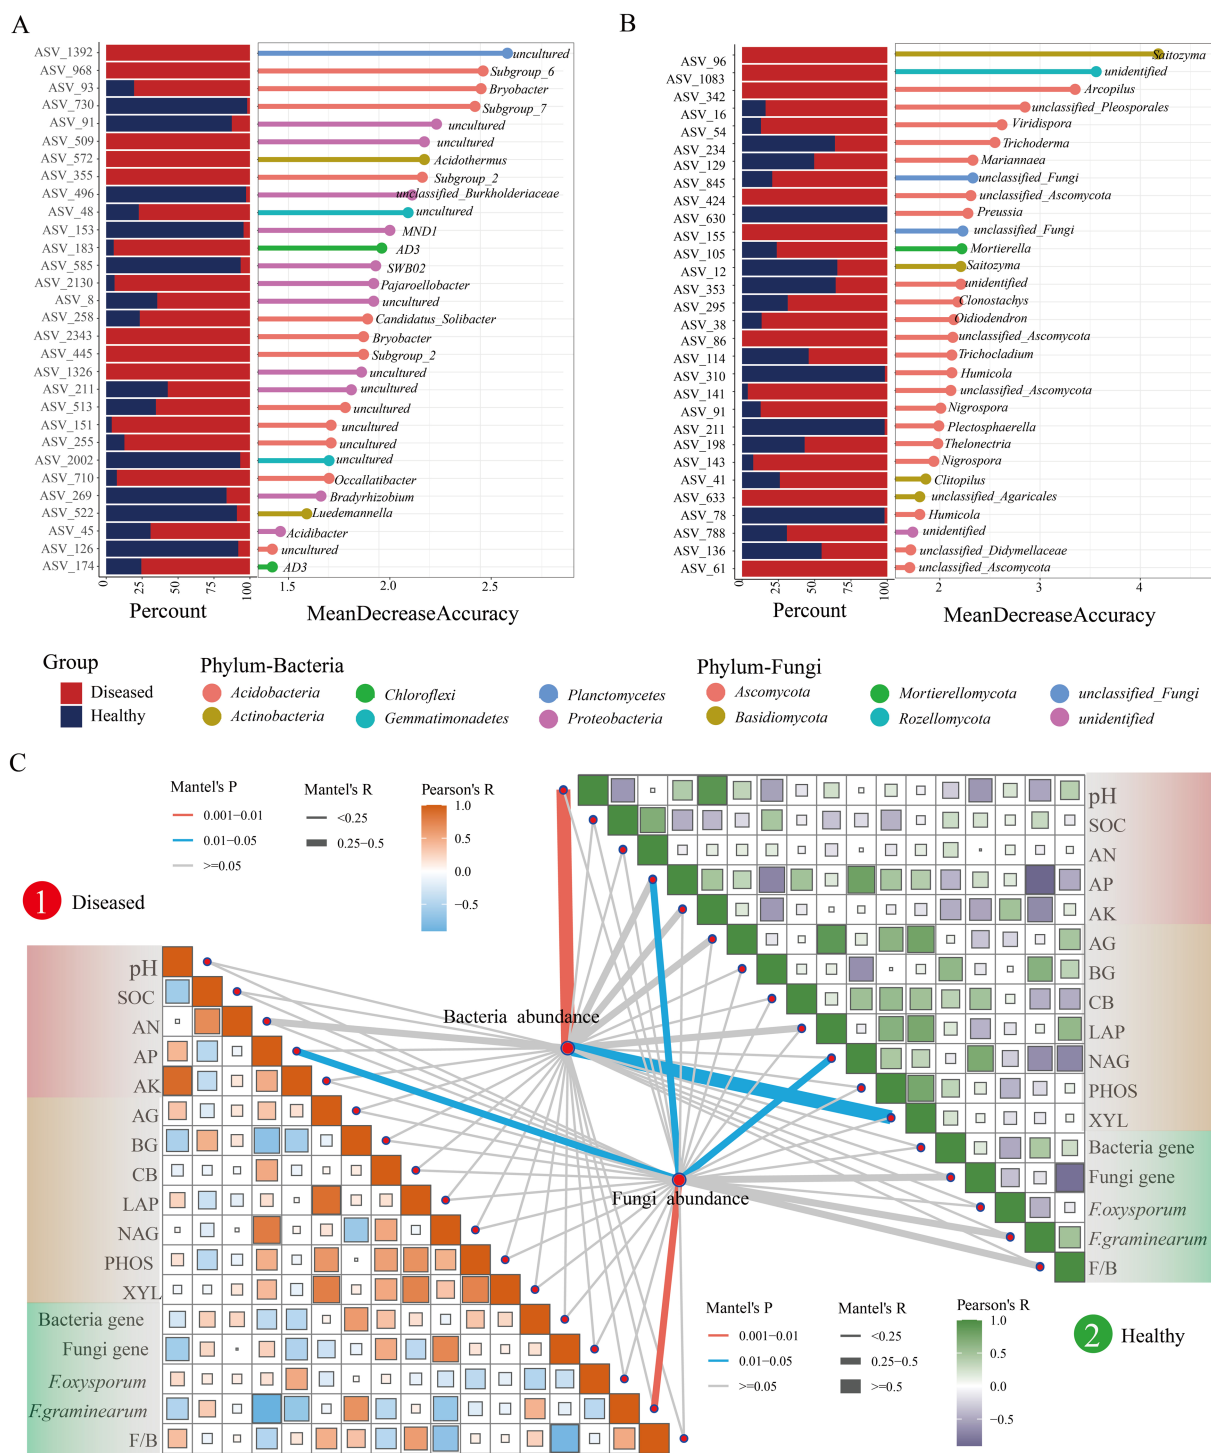 A
B
ASV_1392 uncultured
ASV_968 Subgroup_6
ASV_93 Bryobacter
ASV_730 Subgroup_7
ASV_91 uncultured
ASV_509 uncultured
ASV_572 Acidothermus
ASV_355 Subgroup_2
ASV_496 unclassified_Burkholderiaceae
ASV_48 uncultured
ASV_153 MND1
ASV_183 AD3
ASV_585 SWB02
ASV_2130 Pajaroellobacter
ASV_8 uncultured
ASV_258 Candidatus_Solibacter
ASV_2343 Bryobacter
ASV_445 Subgroup_2
ASV_1326 uncultured
ASV_211 uncultured
ASV_513 uncultured
ASV_151 uncultured
ASV_255 uncultured
ASV_2002 uncultured
ASV_710 Occallatibacter
ASV_269 Bradyrhizobium
ASV_522 Luedemannella
ASV_45 Acidibacter
ASV_126 uncultured
ASV_174 AD3
0 25 50 75 100 1.5 2.0 2.5
Percent MeanDecreaseAccuracy
ASV_96 Saitozyma
ASV_1083 unidentified
ASV_342 Arcopilus
ASV_16 unclassified_Pleosporales
ASV_54 Viridispora
ASV_234 Trichoderma
ASV_129 Mariannaea
ASV_845 unclassified_Fungi
ASV_424 unclassified_Ascomycota
ASV_630 Preussia
ASV_155 unclassified_Fungi
ASV_105 Mortierella
ASV_12 Saitozyma
ASV_353 unidentified
ASV_295 Clonostachys
ASV_38 Oidiodendron
ASV_86 unclassified_Ascomycota
ASV_114 Trichocladium
ASV_310 Humicola
ASV_141 unclassified_Ascomycota
ASV_91 Nigrospora
ASV_211 Plectosphaerella
ASV_198 Thelonectria
ASV_143 Nigrospora
ASV_41 Clitopilus
ASV_633 unclassified_Agaricales
ASV_78 Humicola
ASV_788 unidentified
ASV_136 unclassified_Didymellaceae
ASV_61 unclassified_Ascomycota
0 25 50 75 100 2 3 4
Percent MeanDecreaseAccuracy
Group
Diseased
Healthy
Phylum-Bacteria
Acidobacteria Chloroflexi Planctomycetes
Actinobacteria Gemmatimonadetes Proteobacteria
Phylum-Fungi
Ascomycota Mortierellomycota unclassified_Fungi
Basidiomycota Rozellomycota unidentified
C
Mantel's P
0.001−0.01
0.01−0.05
>=0.05
Mantel's R
<0.25
0.25−0.5
Pearson's R
1.0
0.5
0.0
−0.5
1 Diseased
pH
SOC
AN
AP
AK
AG
BG
CB
LAP
NAG
PHOS
XYL
Bacteria gene
Fungi gene
F.oxysporum
F.graminearum
F/B
Bacteria abundance
Fungi abundance
pH
SOC
AN
AP
AK
AG
BG
CB
LAP
NAG
PHOS
XYL
Bacteria gene
Fungi gene
F.oxysporum
F.graminearum
F/B
Mantel's P
0.001−0.01
0.01−0.05
>=0.05
Mantel's R
<0.25
0.25−0.5
>=0.5
Pearson's R
1.0
0.5
0.0
−0.5
2 Healthy